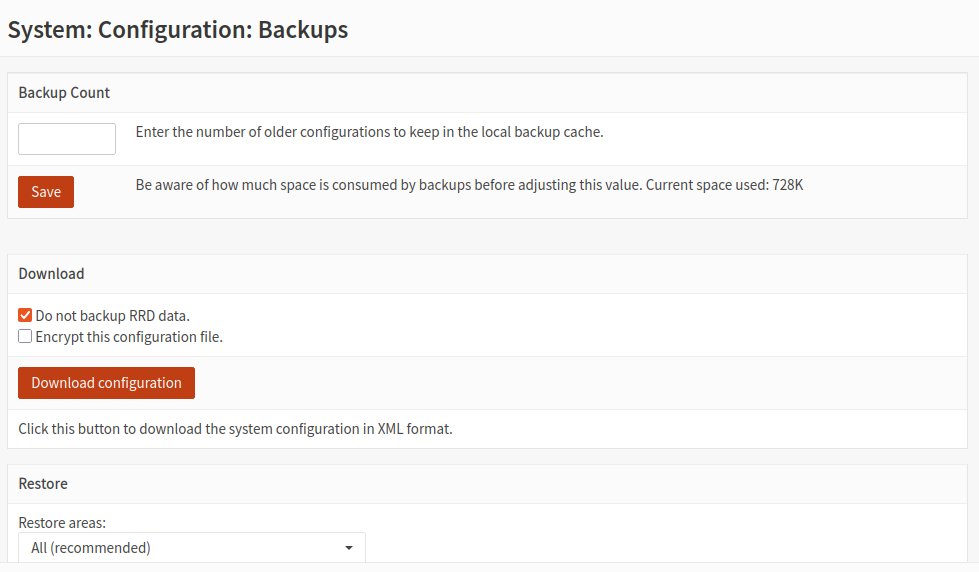 System: Configuration: Backups
Backup Count
Enter the number of older configurations to keep in the local backup cache.
Save
Be aware of how much space is consumed by backups before adjusting this value. Current space used: 728K
Download
Do not backup RRD data.
Encrypt this configuration file.
Download configuration
Click this button to download the system configuration in XML format.
Restore
Restore areas:
All (recommended)